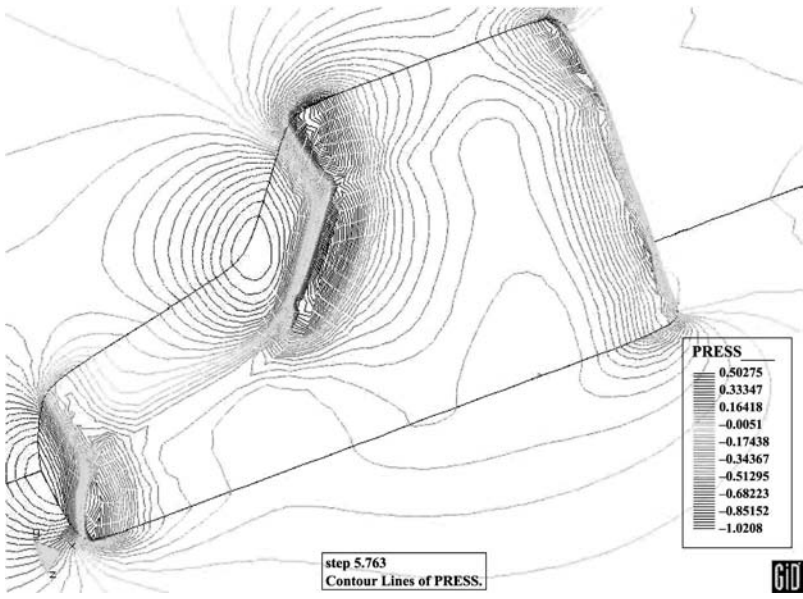 PRESS
0.50275
0.33347
0.16418
−0.0051
−0.17438
−0.34367
−0.51295
−0.68223
−0.85152
−1.0208
step 5.763
Contour Lines of PRESS.
x
z
GiD